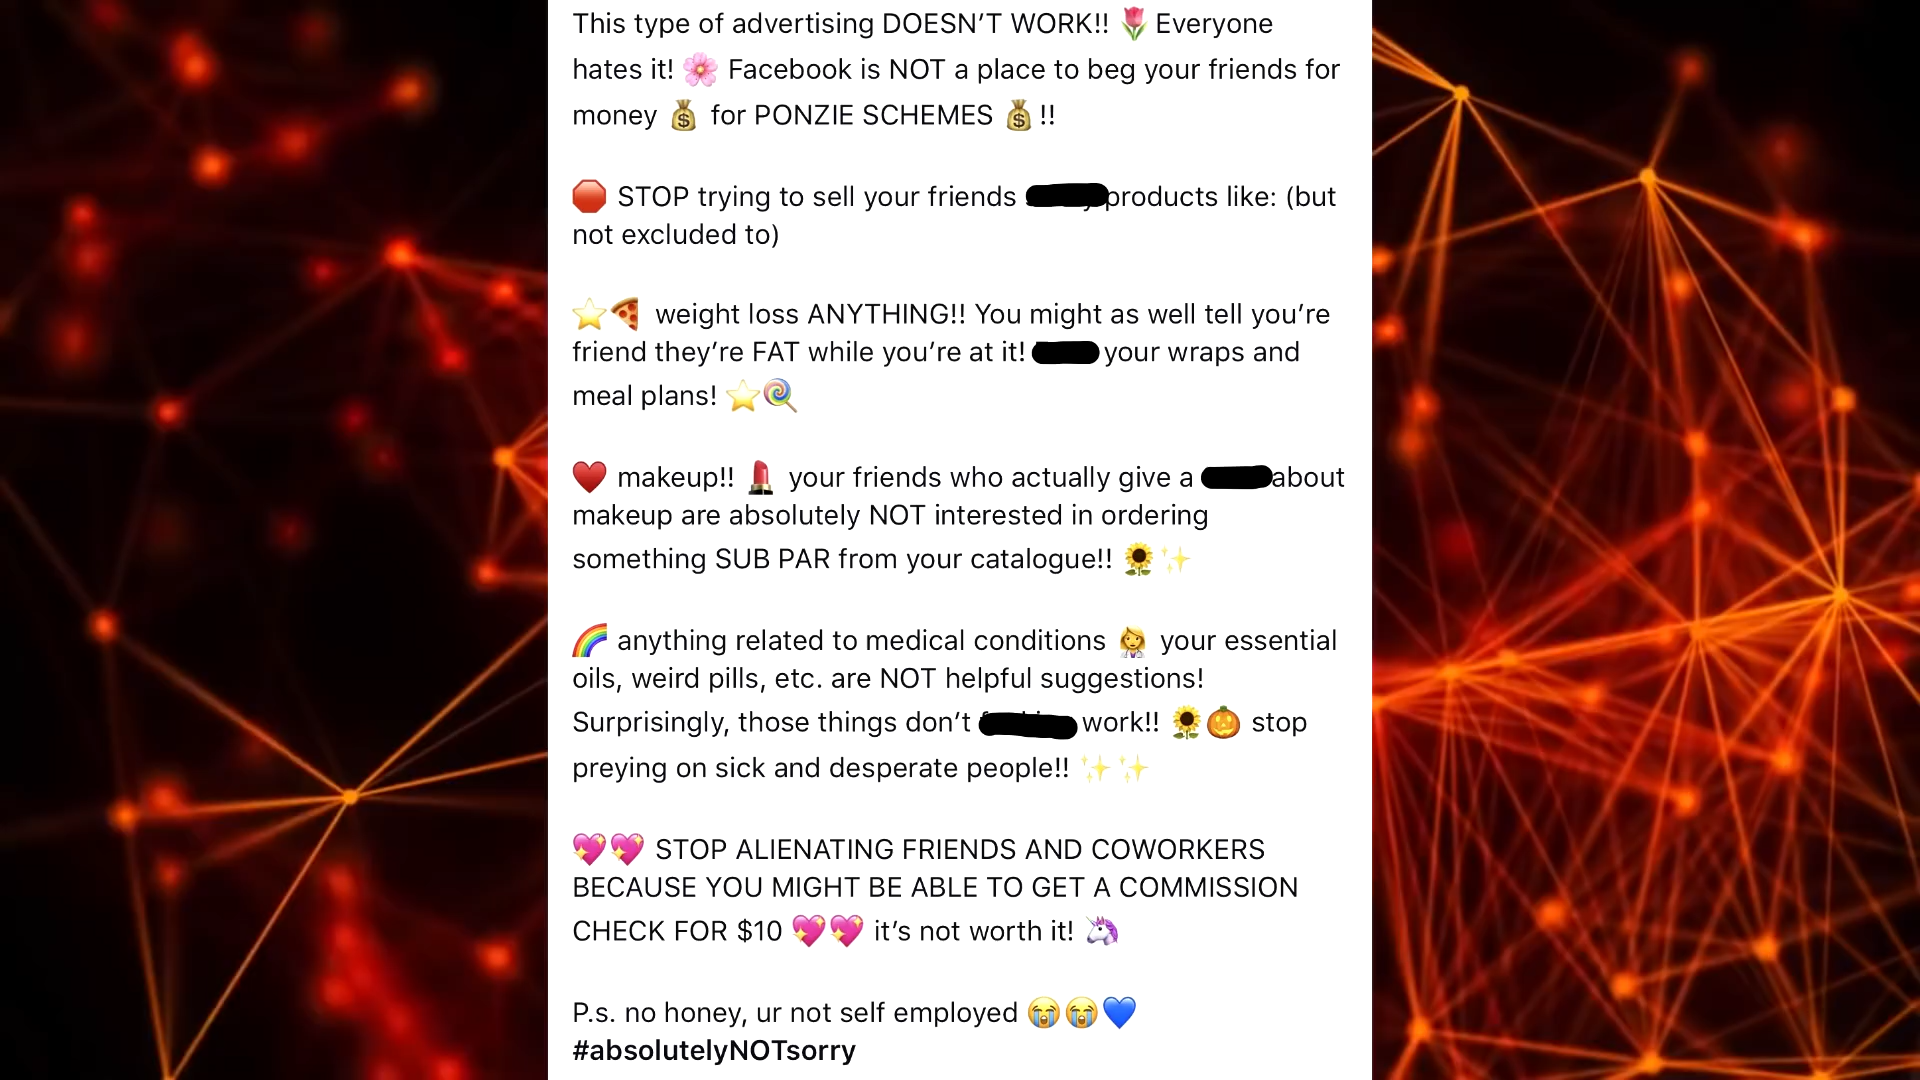 This type of advertising DOESN’T WORK!! 🌷 Everyone
hates it! 🌸 Facebook is NOT a place to beg your friends for
money 💰 for PONZIE SCHEMES 💰 !!
🛑 STOP trying to sell your friends products like: (but
not excluded to)
⭐🍕 weight loss ANYTHING!! You might as well tell you’re
friend they’re FAT while you’re at it! your wraps and
meal plans! ⭐🍭
♥️ makeup!! 💄 your friends who actually give a about
makeup are absolutely NOT interested in ordering
something SUB PAR from your catalogue!! 🌻✨
🌈 anything related to medical conditions 👩‍⚕️ your essential
oils, weird pills, etc. are NOT helpful suggestions!
Surprisingly, those things don’t work!! 🌻🎃 stop
preying on sick and desperate people!! ✨✨
💖💖 STOP ALIENATING FRIENDS AND COWORKERS
BECAUSE YOU MIGHT BE ABLE TO GET A COMMISSION
CHECK FOR $10 💖💖 it’s not worth it! 🦄
P.s. no honey, ur not self employed 😭😭💙
#absolutelyNOTsorry